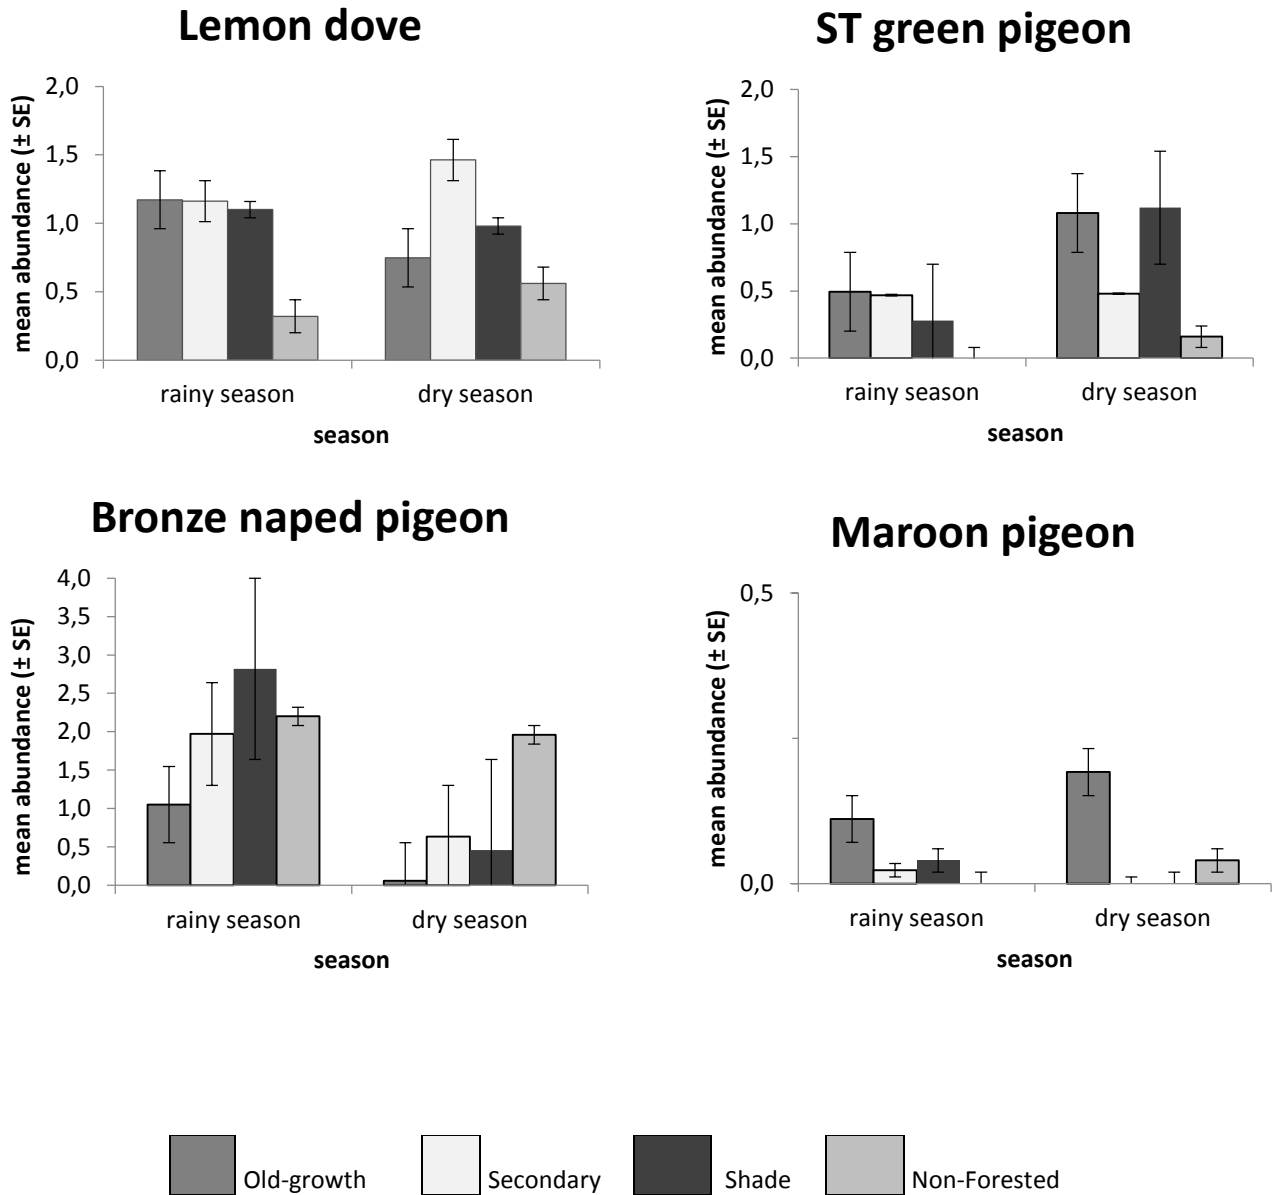 Lemon dove
mean abundance (± SE)
2,0
1,5
1,0
0,5
0,0
rainy season
dry season
season
ST green pigeon
mean abundance (± SE)
2,0
1,5
1,0
0,5
0,0
rainy season
dry season
season
Bronze naped pigeon
mean abundance (± SE)
4,0
3,5
3,0
2,5
2,0
1,5
1,0
0,5
0,0
rainy season
dry season
season
Maroon pigeon
mean abundance (± SE)
0,5
0,0
rainy season
dry season
season
Old-growth
Secondary
Shade
Non-Forested